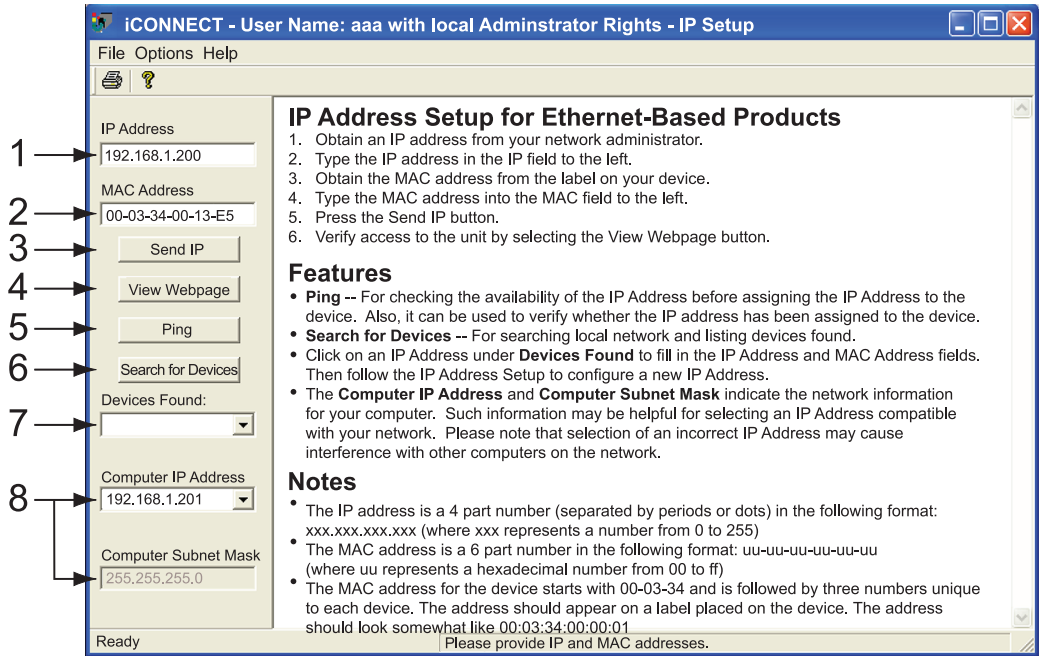 iCONNECT - User Name: aaa with local Adminstrator Rights - IP Setup
File Options Help
IP Address
1
192.168.1.200
MAC Address
2
00-03-34-00-13-E5
3
Send IP
4
View Webpage
5
Ping
6
Search for Devices
Devices Found:
7
Computer IP Address
8
192.168.1.201
Computer Subnet Mask
255.255.255.0
IP Address Setup for Ethernet-Based Products
1. Obtain an IP address from your network administrator.
2. Type the IP address in the IP field to the left.
3. Obtain the MAC address from the label on your device.
4. Type the MAC address into the MAC field to the left.
5. Press the Send IP button.
6. Verify access to the unit by selecting the View Webpage button.
Features
• Ping -- For checking the availability of the IP Address before assigning the IP Address to the
device. Also, it can be used to verify whether the IP address has been assigned to the device.
• Search for Devices -- For searching local network and listing devices found.
• Click on an IP Address under Devices Found to fill in the IP Address and MAC Address fields.
Then follow the IP Address Setup to configure a new IP Address.
• The Computer IP Address and Computer Subnet Mask indicate the network information
for your computer. Such information may be helpful for selecting an IP Address compatible
with your network. Please note that selection of an incorrect IP Address may cause
interference with other computers on the network.
Notes
• The IP address is a 4 part number (separated by periods or dots) in the following format:
xxx.xxx.xxx.xxx (where xxx represents a number from 0 to 255)
• The MAC address is a 6 part number in the following format: uu-uu-uu-uu-uu-uu
(where uu represents a hexadecimal number from 00 to ff)
• The MAC address for the device starts with 00-03-34 and is followed by three numbers unique
to each device. The address should appear on a label placed on the device. The address
should look somewhat like 00:03:34:00:00:01
Ready
Please provide IP and MAC addresses.